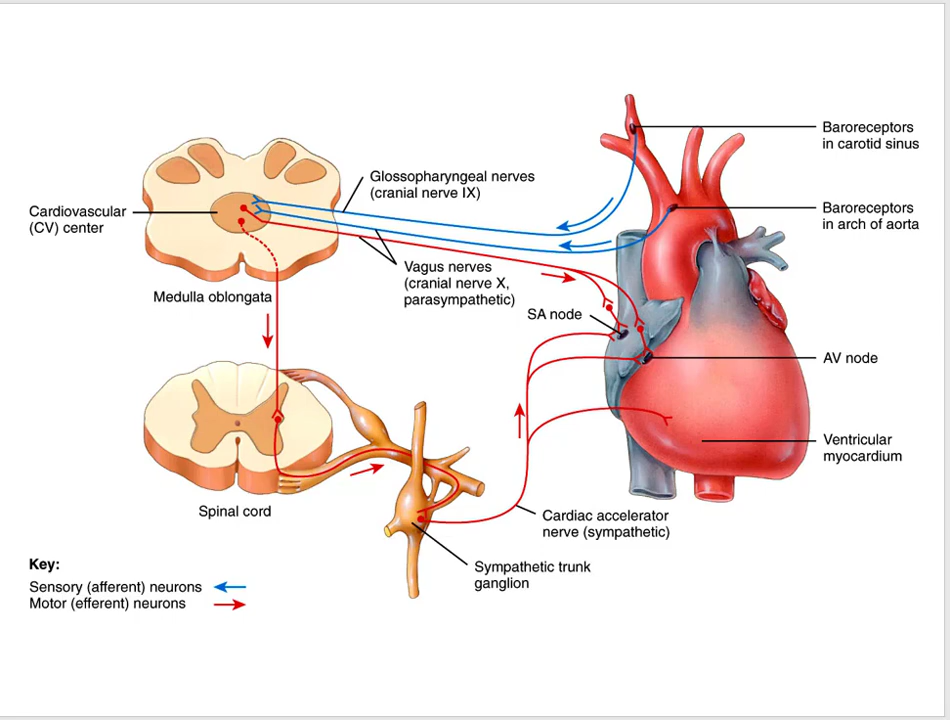 Baroreceptors
in carotid sinus
Glossopharyngeal nerves
(cranial nerve IX)
Cardiovascular
(CV) center
Baroreceptors
in arch of aorta
Vagus nerves
(cranial nerve X,
parasympathetic)
Medulla oblongata
SA node
AV node
Ventricular
myocardium
Spinal cord
Cardiac accelerator
nerve (sympathetic)
Sympathetic trunk
ganglion
Key:
Sensory (afferent) neurons
Motor (efferent) neurons